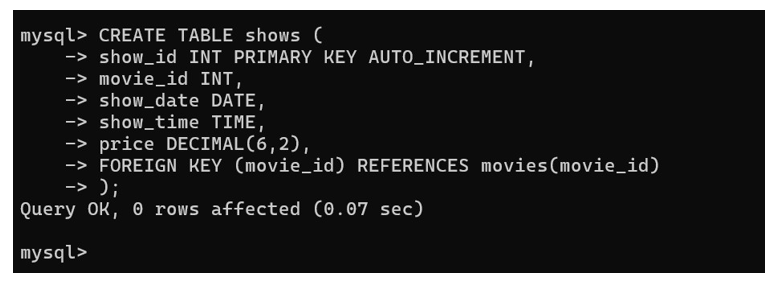 mysql> CREATE TABLE shows (
    -> show_id INT PRIMARY KEY AUTO_INCREMENT,
    -> movie_id INT,
    -> show_date DATE,
    -> show_time TIME,
    -> price DECIMAL(6,2),
    -> FOREIGN KEY (movie_id) REFERENCES movies(movie_id)
    -> );
Query OK, 0 rows affected (0.07 sec)
mysql>